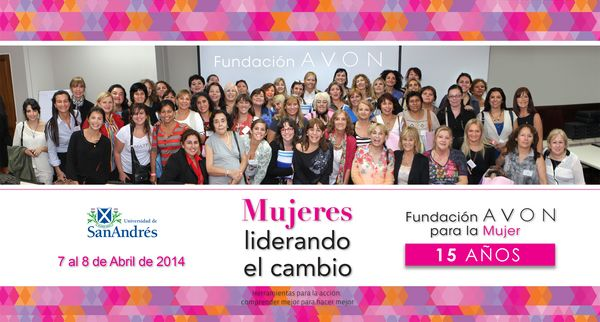 Fundación AVON
Universidad de
SanAndrés
7 al 8 de Abril de 2014
Mujeres
liderando
el cambio
Herramientas para la acción,
comprender mejor para hacer mejor
Fundación AVON
para la Mujer
15 AÑOS